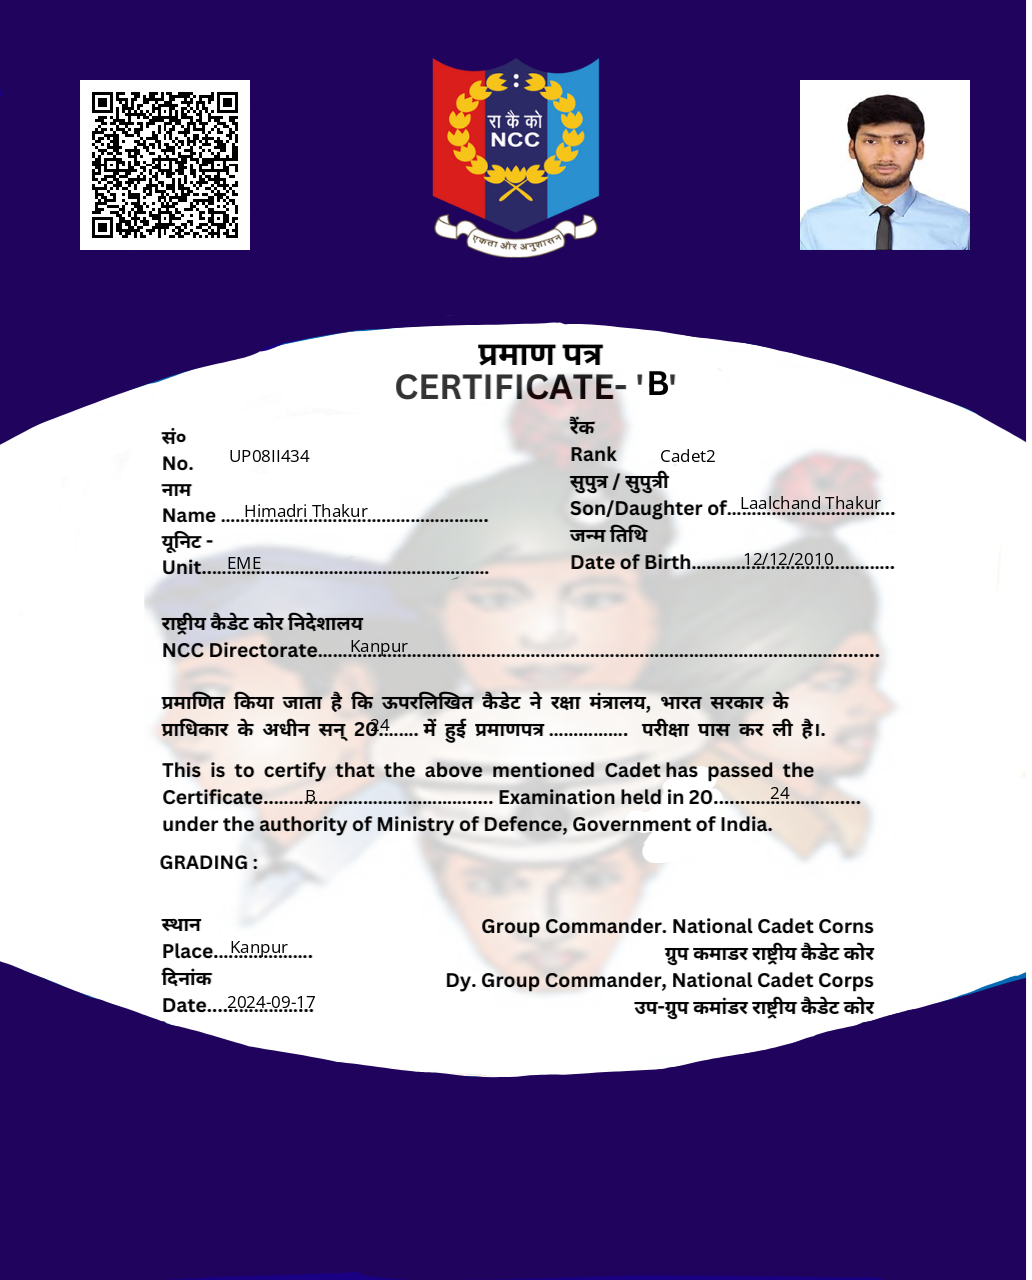 रा कै को
NCC
एकता और अनुशासन
प्रमाण पत्र
CERTIFICATE- 'B'
सं०
No. UP08II434
नाम
Name ...... Himadri Thakur ......
यूनिट -
Unit...... EME ......
रैंक
Rank Cadet2
सुपुत्र / सुपुत्री
Son/Daughter of...... Laalchand Thakur ......
जन्म तिथि
Date of Birth...... 12/12/2010 ......
राष्ट्रीय कैडेट कोर निदेशालय
NCC Directorate...... Kanpur ......
प्रमाणित किया जाता है कि ऊपरलिखित कैडेट ने रक्षा मंत्रालय, भारत सरकार के
प्राधिकार के अधीन सन् 20 24 ...... में हुई प्रमाणपत्र ................ परीक्षा पास कर ली है।.
This is to certify that the above mentioned Cadet has passed the
Certificate...... B ...... Examination held in 20...... 24 ......
under the authority of Ministry of Defence, Government of India.
GRADING :
स्थान
Place...... Kanpur ......
दिनांक
Date...... 2024-09-17 ......
Group Commander. National Cadet Corns
ग्रुप कमाडर राष्ट्रीय कैडेट कोर
Dy. Group Commander, National Cadet Corps
उप-ग्रुप कमांडर राष्ट्रीय कैडेट कोर